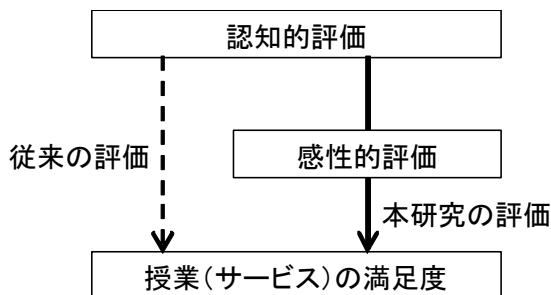 認知的評価
従来の評価
感性的評価
本研究の評価
授業(サービス)の満足度